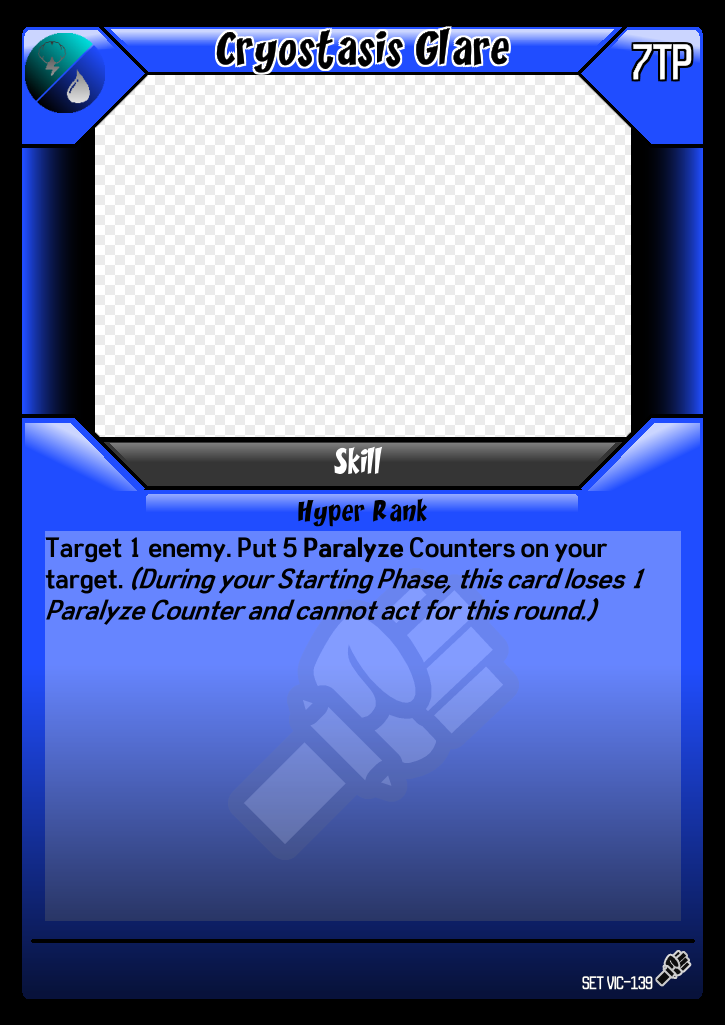 Cryostasis Glare
7TP
Skill
Hyper Rank
Target 1 enemy. Put 5 Paralyze Counters on your
target. (During your Starting Phase, this card loses 1
Paralyze Counter and cannot act for this round.)
SET VIC-139